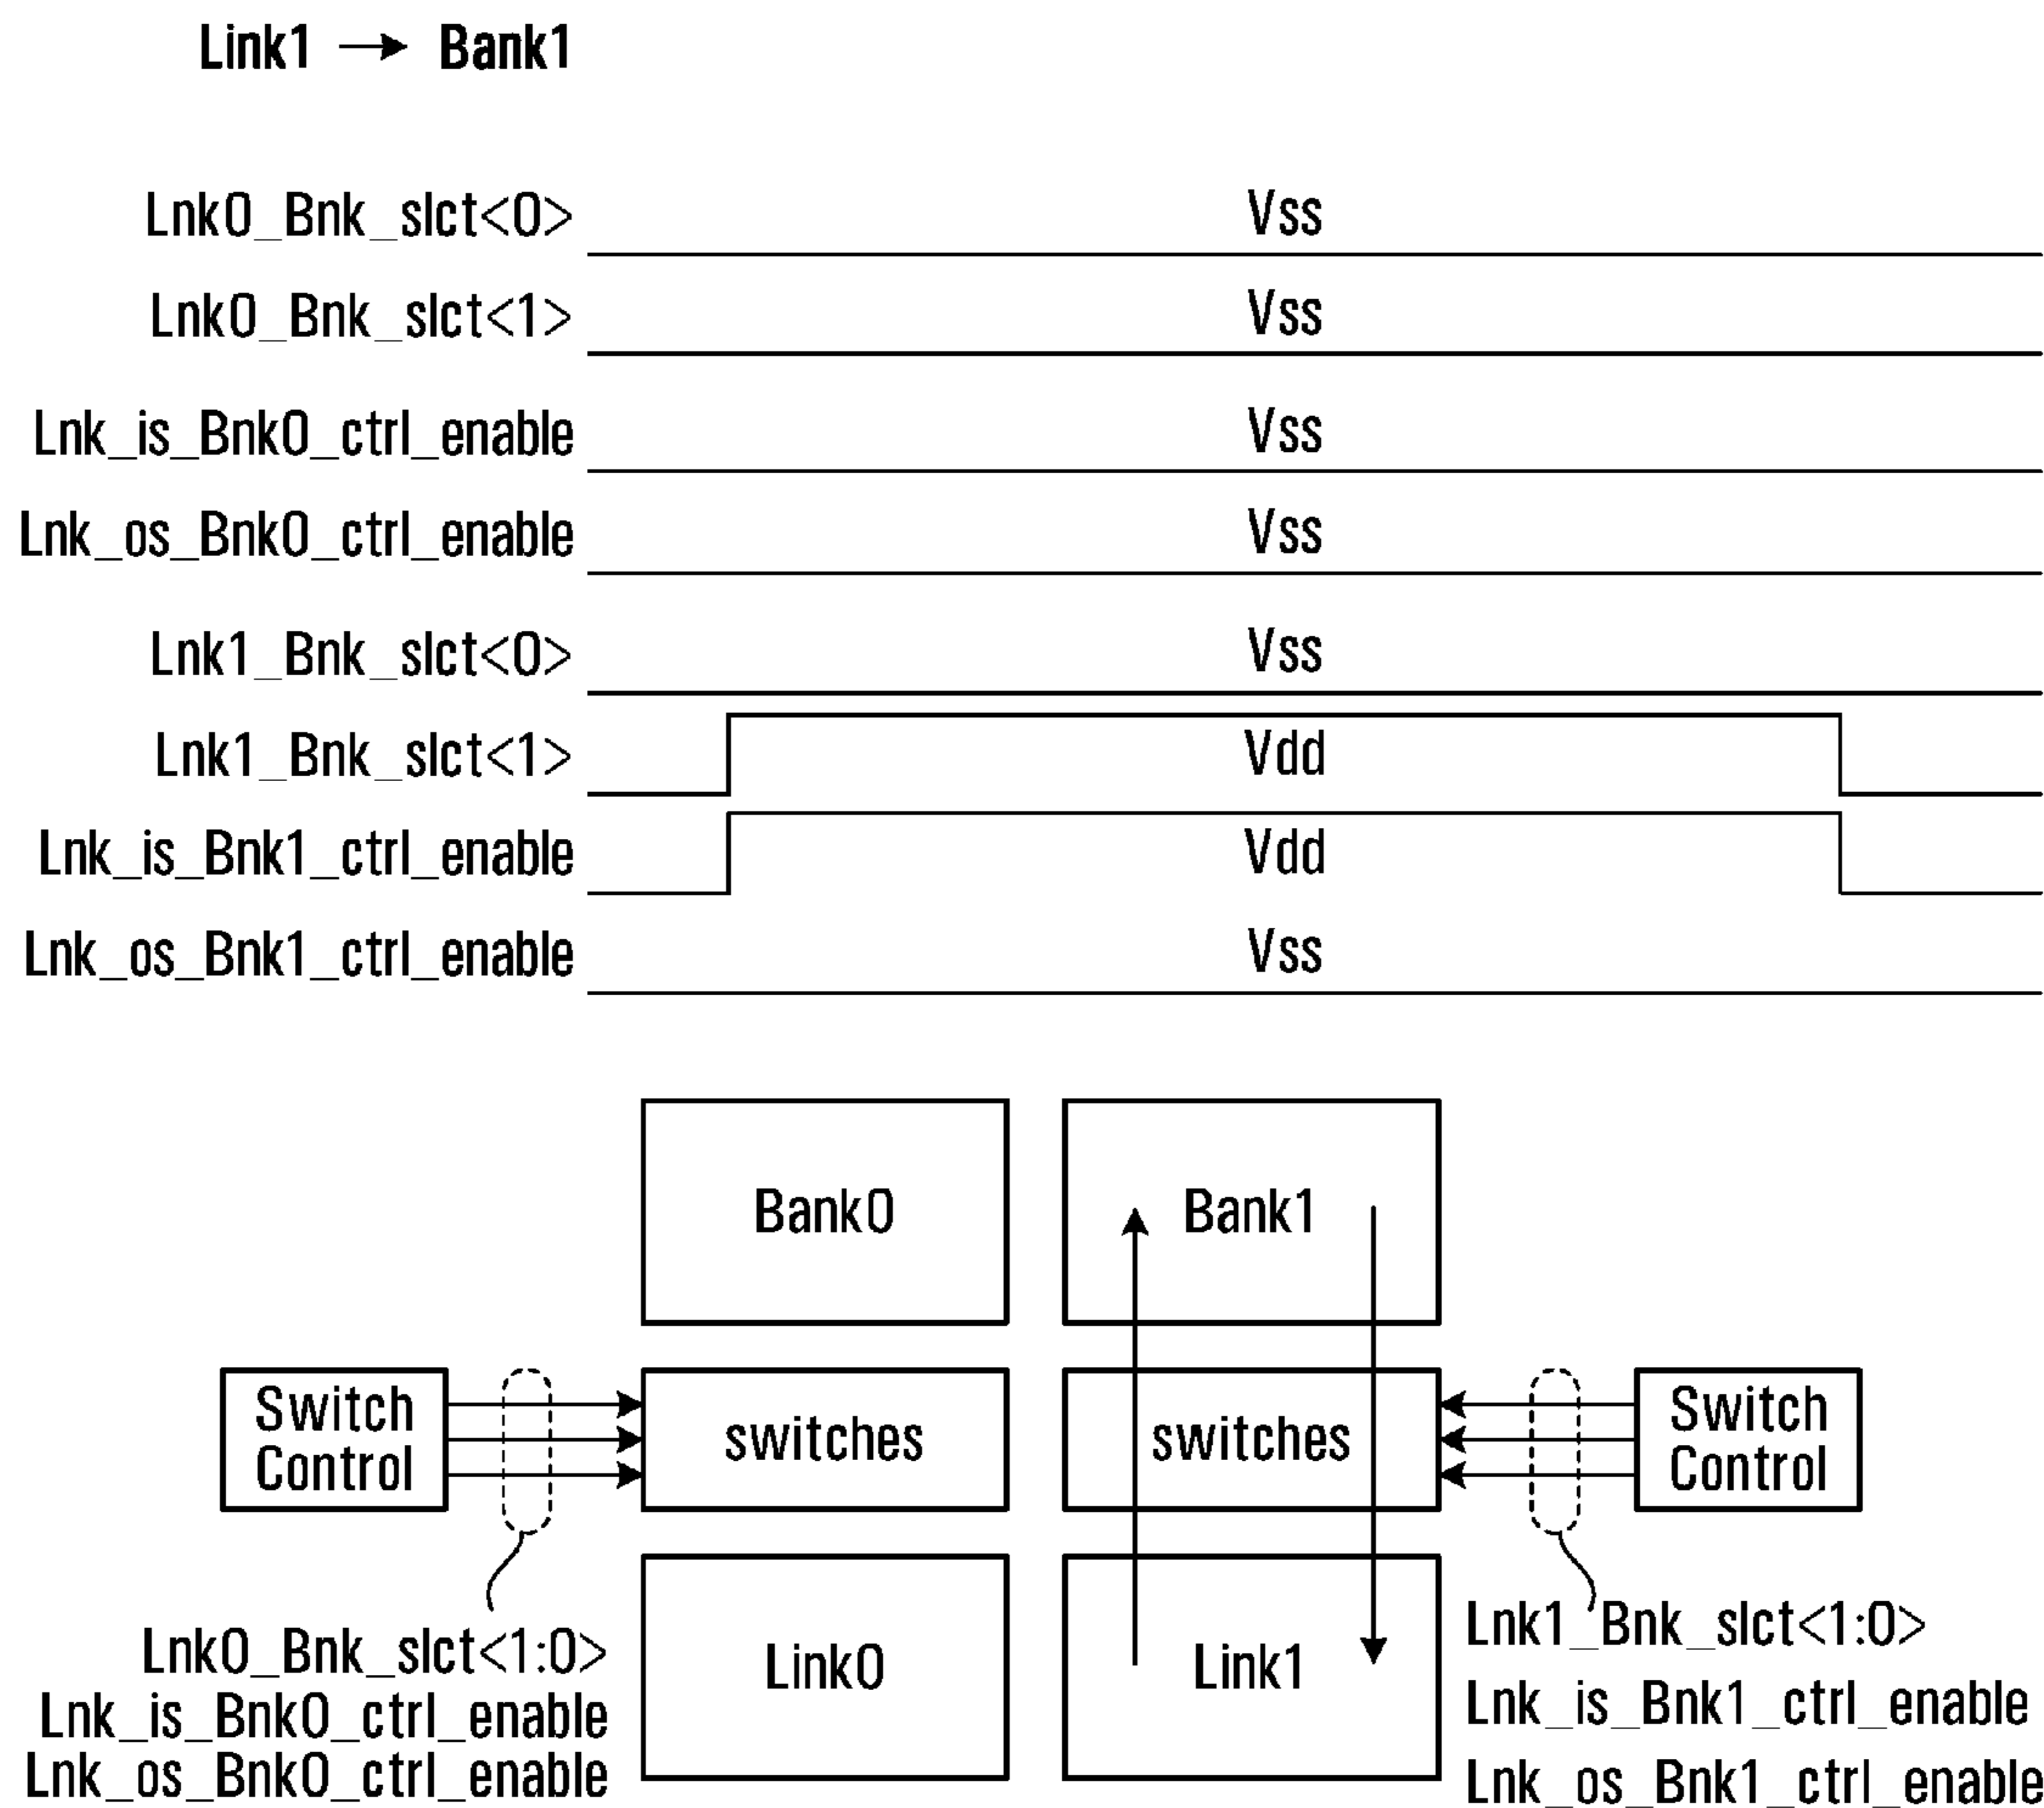 Link1 → Bank1
Lnk0_Bnk_slct<0> Vss
Lnk0_Bnk_slct<1> Vss
Lnk_is_Bnk0_ctrl_enable Vss
Lnk_os_Bnk0_ctrl_enable Vss
Lnk1_Bnk_slct<0> Vss
Lnk1_Bnk_slct<1> Vdd
Lnk_is_Bnk1_ctrl_enable Vdd
Lnk_os_Bnk1_ctrl_enable Vss
Bank0
Bank1
Switch
Control
switches
switches
Switch
Control
Link0
Link1
Lnk0_Bnk_slct<1:0>
Lnk_is_Bnk0_ctrl_enable
Lnk_os_Bnk0_ctrl_enable
Lnk1_Bnk_slct<1:0>
Lnk_is_Bnk1_ctrl_enable
Lnk_os_Bnk1_ctrl_enable